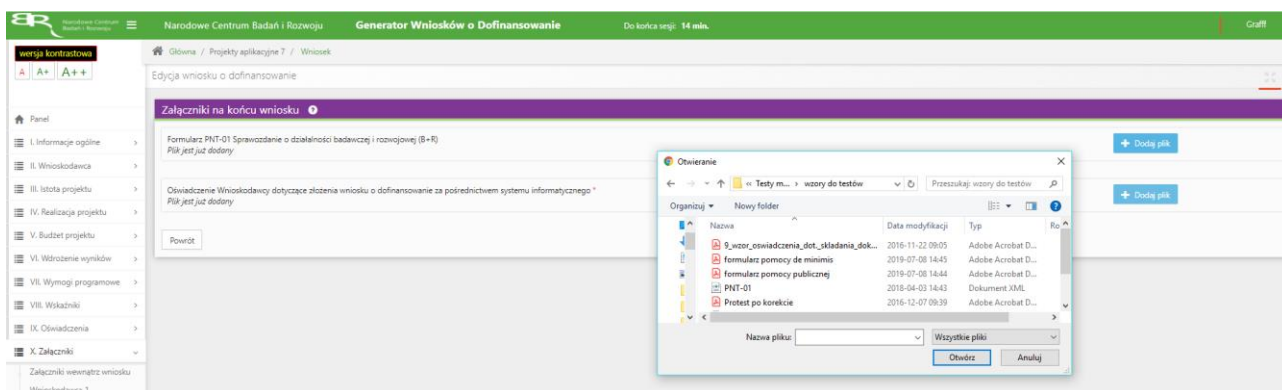 BRff Narodowe Centrum Badań i Rozwoju
Narodowe Centrum Badań i Rozwoju
Generator Wniosków o Dofinansowanie
Do końca sesji: 14 min.
Grafff
wersja kontrastowa
A A+ A++
Główna / Projekty aplikacyjne 7 / Wniosek
Edycja wniosku o dofinansowanie
Panel
I. Informacje ogólne
II. Wnioskodawca
III. Istota projektu
IV. Realizacja projektu
V. Budżet projektu
VI. Wdrożenie wyników
VII. Wymogi programowe
VIII. Wskaźniki
IX. Oświadczenia
X. Załączniki
Załączniki wewnątrz wniosku
Załączniki na końcu wniosku
Formularz PNT-01 Sprawozdanie o działalności badawczej i rozwojowej (B+R)
Plik jest już dodany
+ Dodaj plik
Oświadczenie Wnioskodawcy dotyczące złożenia wniosku o dofinansowanie za pośrednictwem systemu informatycznego *
Plik jest już dodany
+ Dodaj plik
Powrót
Otwieranie
« Testy m... › wzory do testów
Przeszukaj: wzory do testów
Organizuj
Nowy folder
Nazwa Data modyfikacji Typ Ro
9_wzor_oswiadczenia_dot._skladania_dok... 2016-11-22 09:05 Adobe Acrobat D...
formularz pomocy de minimis 2019-07-08 14:45 Adobe Acrobat D...
formularz pomocy publicznej 2019-07-08 14:44 Adobe Acrobat D...
PNT-01 2018-04-03 14:43 Dokument XML
Protest po korekcie 2016-12-07 09:39 Adobe Acrobat D...
Nazwa pliku:
Wszystkie pliki
Otwórz
Anuluj